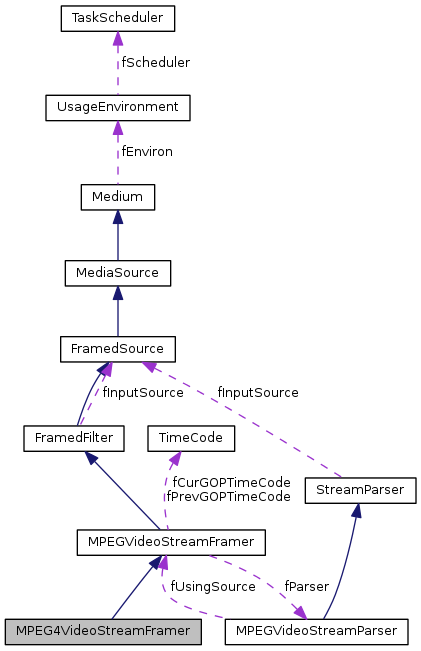 TaskScheduler
fScheduler
UsageEnvironment
fEnviron
Medium
MediaSource
FramedSource
fInputSource
fInputSource
FramedFilter
TimeCode
fCurGOPTimeCode
fPrevGOPTimeCode
StreamParser
MPEGVideoStreamFramer
fUsingSource
fParser
MPEG4VideoStreamFramer
MPEGVideoStreamParser